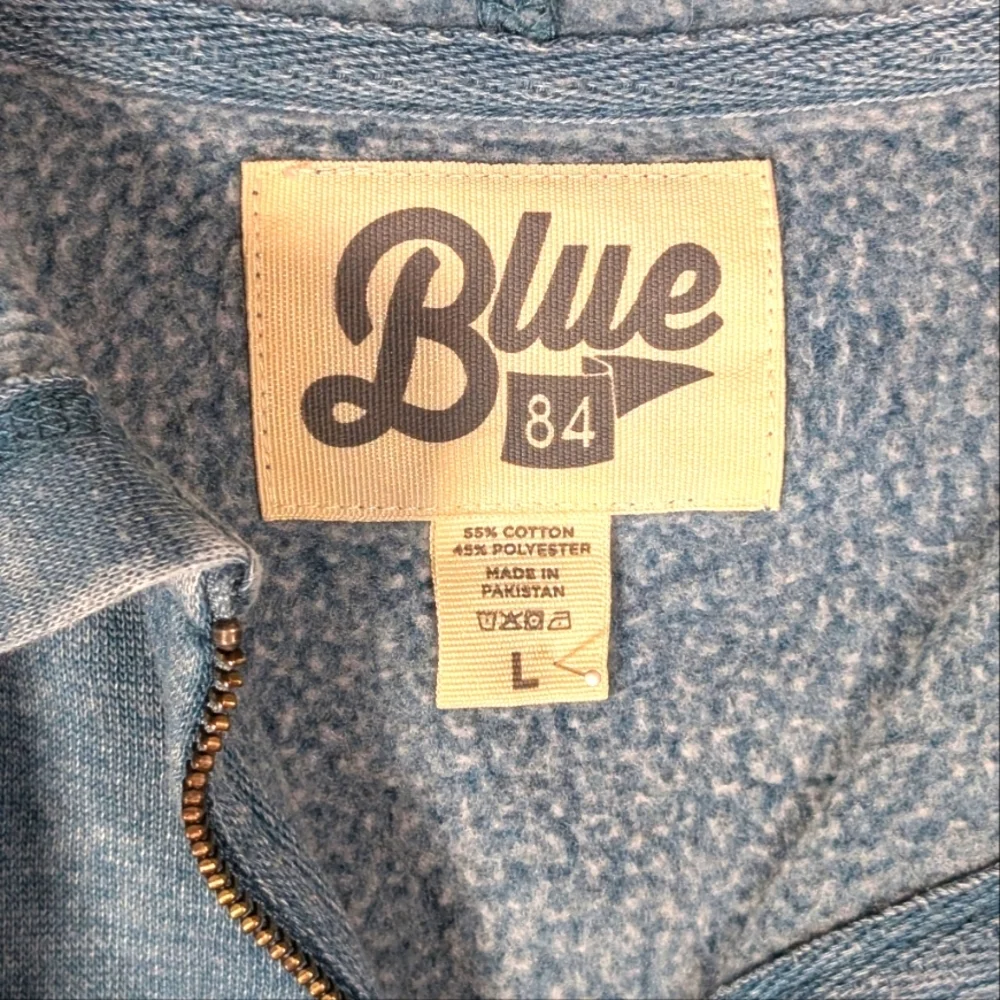 Blue
84
55% COTTON
45% POLYESTER
MADE IN
PAKISTAN
L